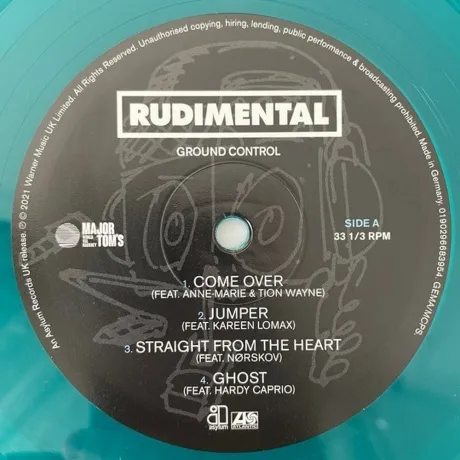 An Asylum Records UK release. ℗ © 2021 Warner Music UK Limited. All Rights Reserved. Unauthorised copying, hiring, lending, public performance & broadcasting prohibited. Made in Germany. 0190296683954 GEMA/MCPS.
RUDIMENTAL
GROUND CONTROL
MAJOR
TOM'S
SIDE A
33 1/3 RPM
1. COME OVER
(FEAT. ANNE-MARIE & TION WAYNE)
2. JUMPER
(FEAT. KAREEN LOMAX)
3. STRAIGHT FROM THE HEART
(FEAT. NØRSKOV)
4. GHOST
(FEAT. HARDY CAPRIO)
asylum
ATLANTIC